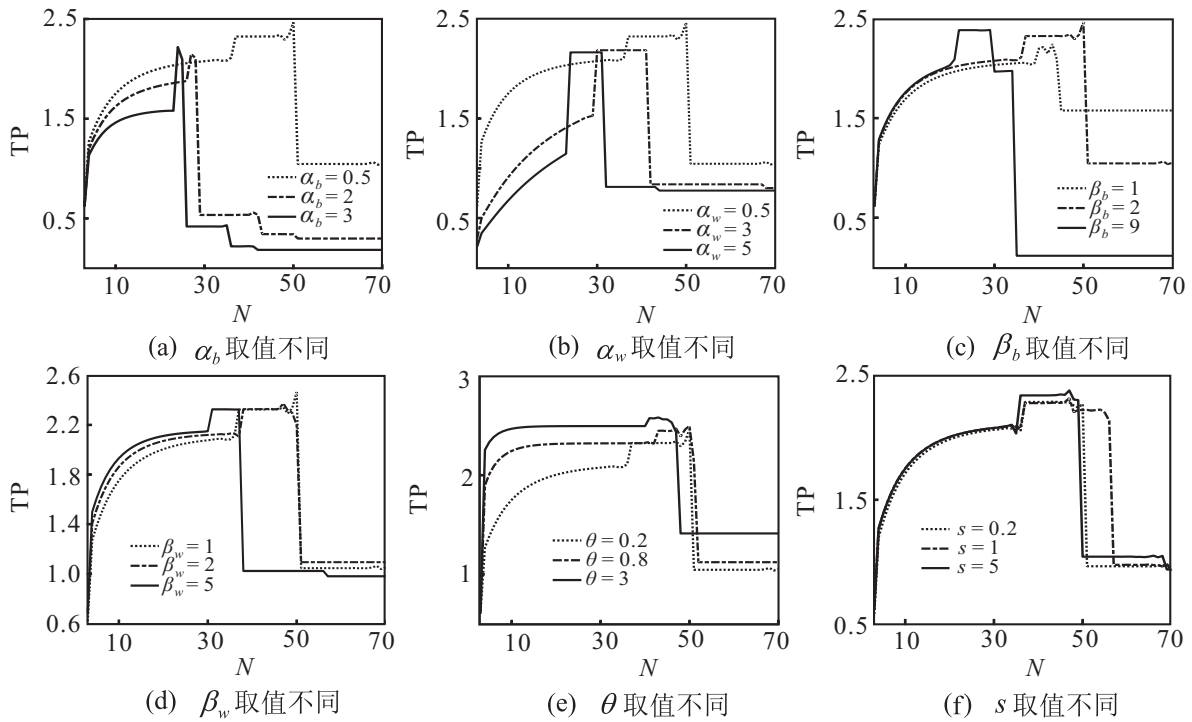 2.5
1.5
0.5
TP
α_b = 0.5
α_b = 2
α_b = 3
10 30 50 70
N
(a) α_b 取值不同
2.5
1.5
0.5
TP
α_w = 0.5
α_w = 3
α_w = 5
10 30 50 70
N
(b) α_w 取值不同
2.5
1.5
0.5
TP
β_b = 1
β_b = 2
β_b = 9
10 30 50 70
N
(c) β_b 取值不同
2.6
2.2
1.8
1.4
1.0
0.6
TP
β_w = 1
β_w = 2
β_w = 5
10 30 50 70
N
(d) β_w 取值不同
3
2
1
TP
θ = 0.2
θ = 0.8
θ = 3
10 30 50 70
N
(e) θ 取值不同
2.5
1.5
0.5
TP
s = 0.2
s = 1
s = 5
10 30 50 70
N
(f) s 取值不同